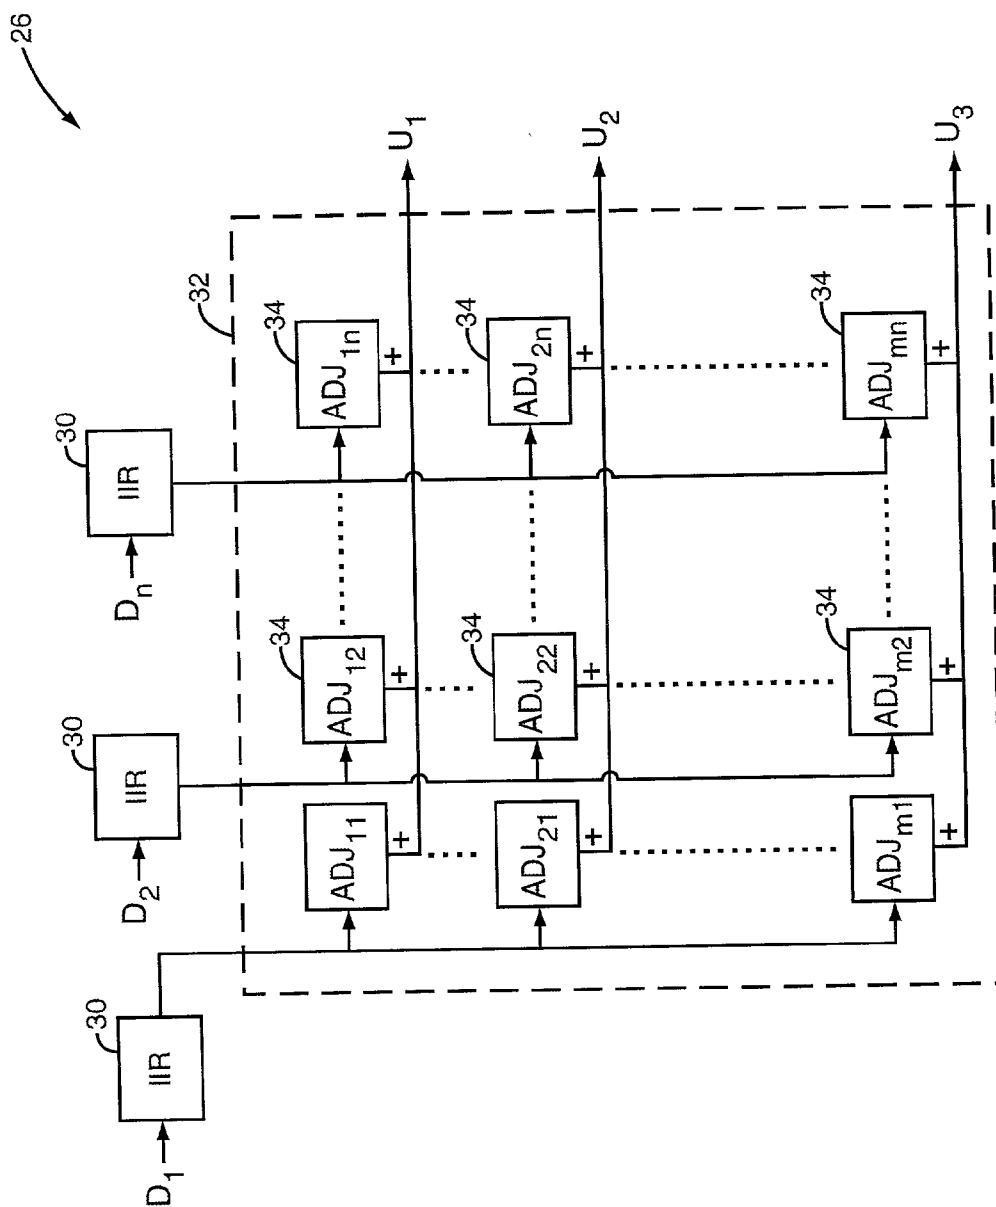 26
D₁ IIR 30
D₂ IIR 30
Dₙ IIR 30
32
ADJ₁₁ +
ADJ₁₂ + 34
ADJ₁ₙ + 34
U₁
ADJ₂₁ +
ADJ₂₂ + 34
ADJ₂ₙ + 34
U₂
ADJₘ₁ +
ADJₘ₂ + 34
ADJₘₙ + 34
U₃